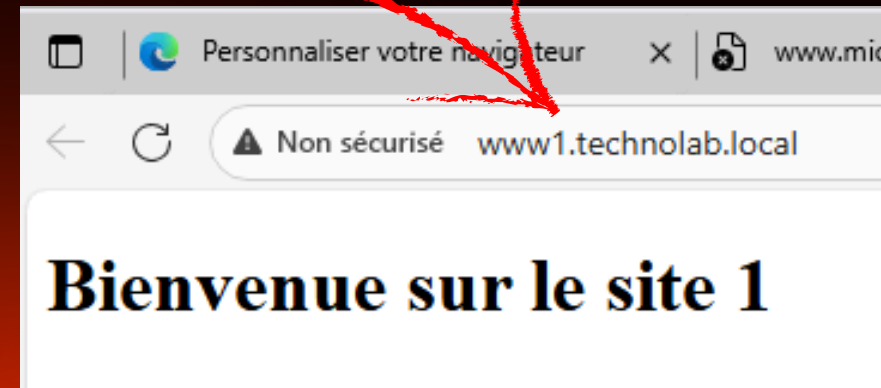 Personnaliser votre navigateur www.mic
Non sécurisé www1.technolab.local
Bienvenue sur le site 1